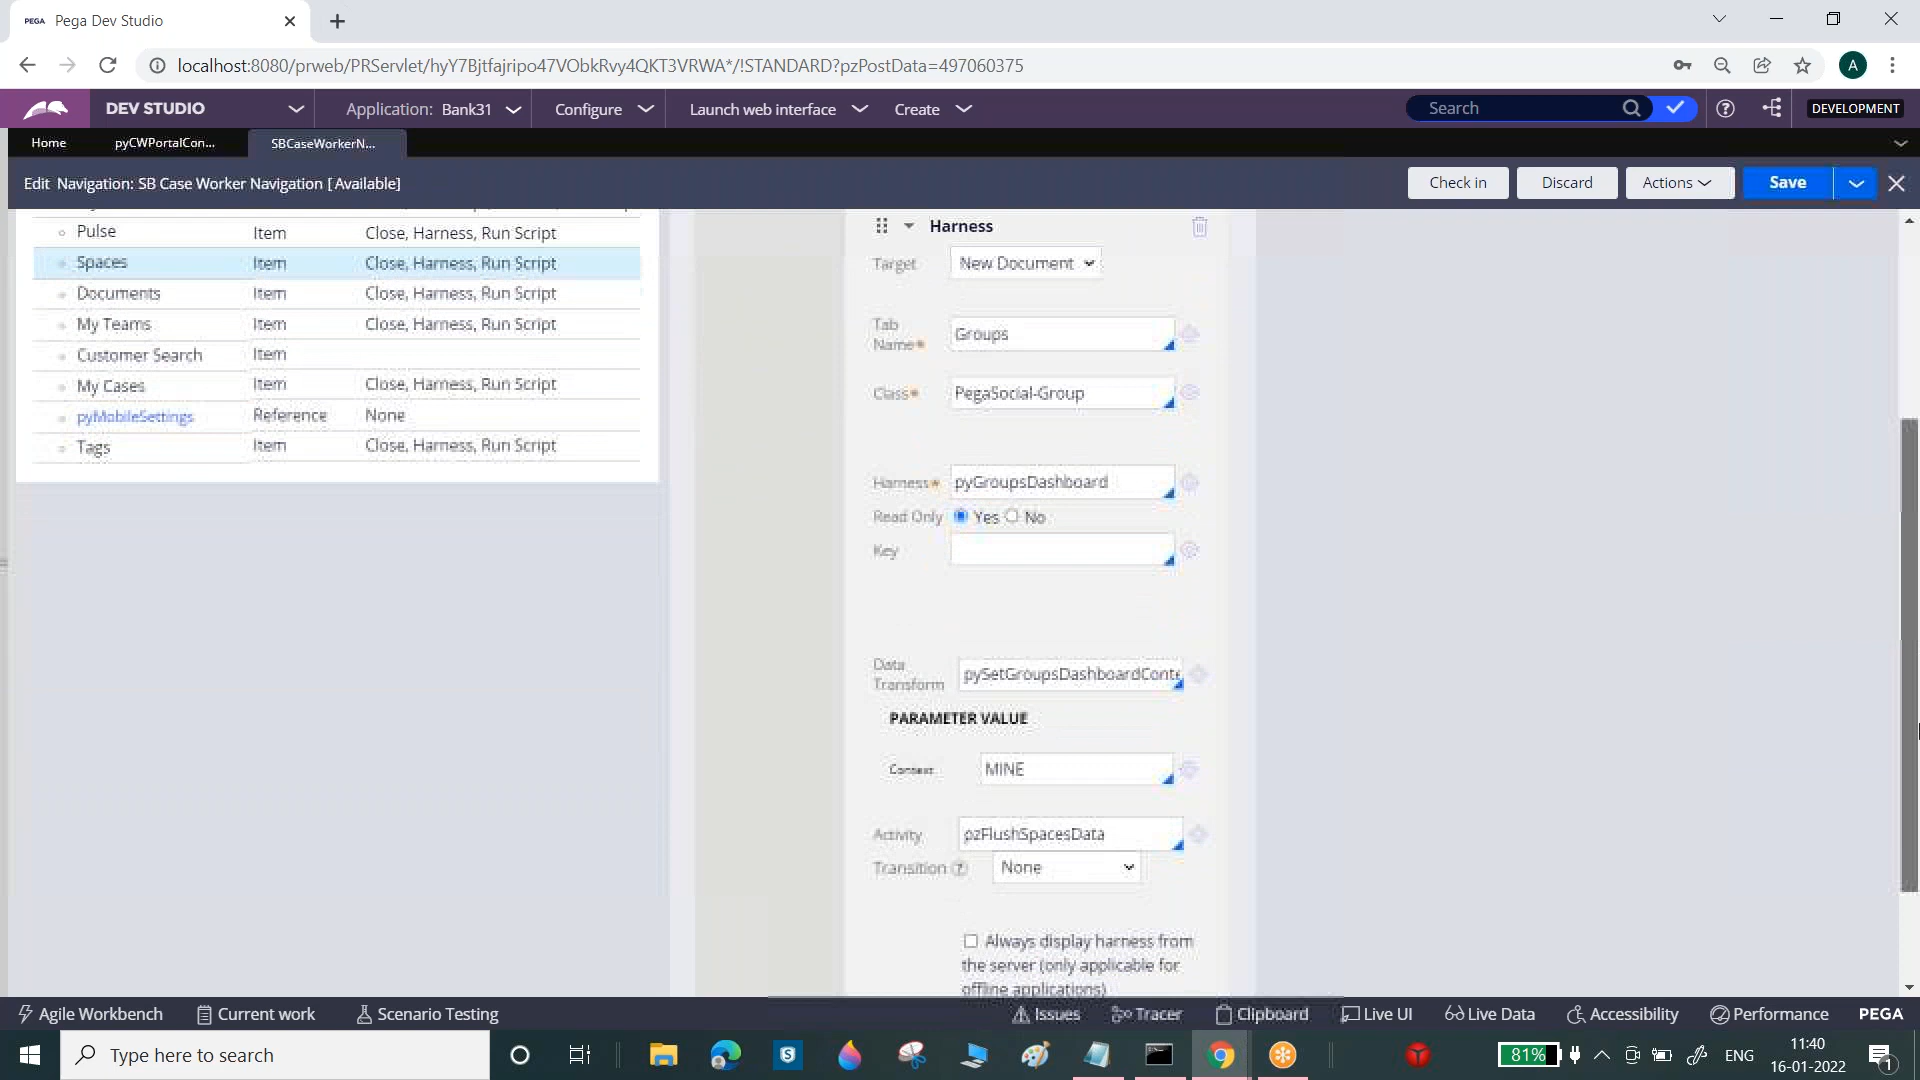 PEGA Pega Dev Studio
localhost:8080/prweb/PRServlet/hyY7Bjtfajripo47VObkRvy4QKT3VRWA*/!STANDARD?pzPostData=497060375
A
DEV STUDIO Application: Bank31 Configure Launch web interface Create Search DEVELOPMENT
Home pyCWPortalCon... SBCaseWorkerN...
Edit Navigation: SB Case Worker Navigation [Available] Check in Discard Actions Save
Pulse Item Close, Harness, Run Script
Spaces Item Close, Harness, Run Script
Documents Item Close, Harness, Run Script
My Teams Item Close, Harness, Run Script
Customer Search Item
My Cases Item Close, Harness, Run Script
pyMobileSettings Reference None
Tags Item Close, Harness, Run Script
Harness
Target New Document
Tab Name* Groups
Class* PegaSocial-Group
Harness* pyGroupsDashboard
Read Only Yes No
Key
Data Transform pySetGroupsDashboardConte
PARAMETER VALUE
Context MINE
Activity pzFlushSpacesData
Transition ? None
Always display harness from
the server (only applicable for
offline applications)
Agile Workbench Current work Scenario Testing Issues Tracer Clipboard Live UI Live Data Accessibility Performance PEGA
Type here to search 81% ENG 11:40
16-01-2022 1